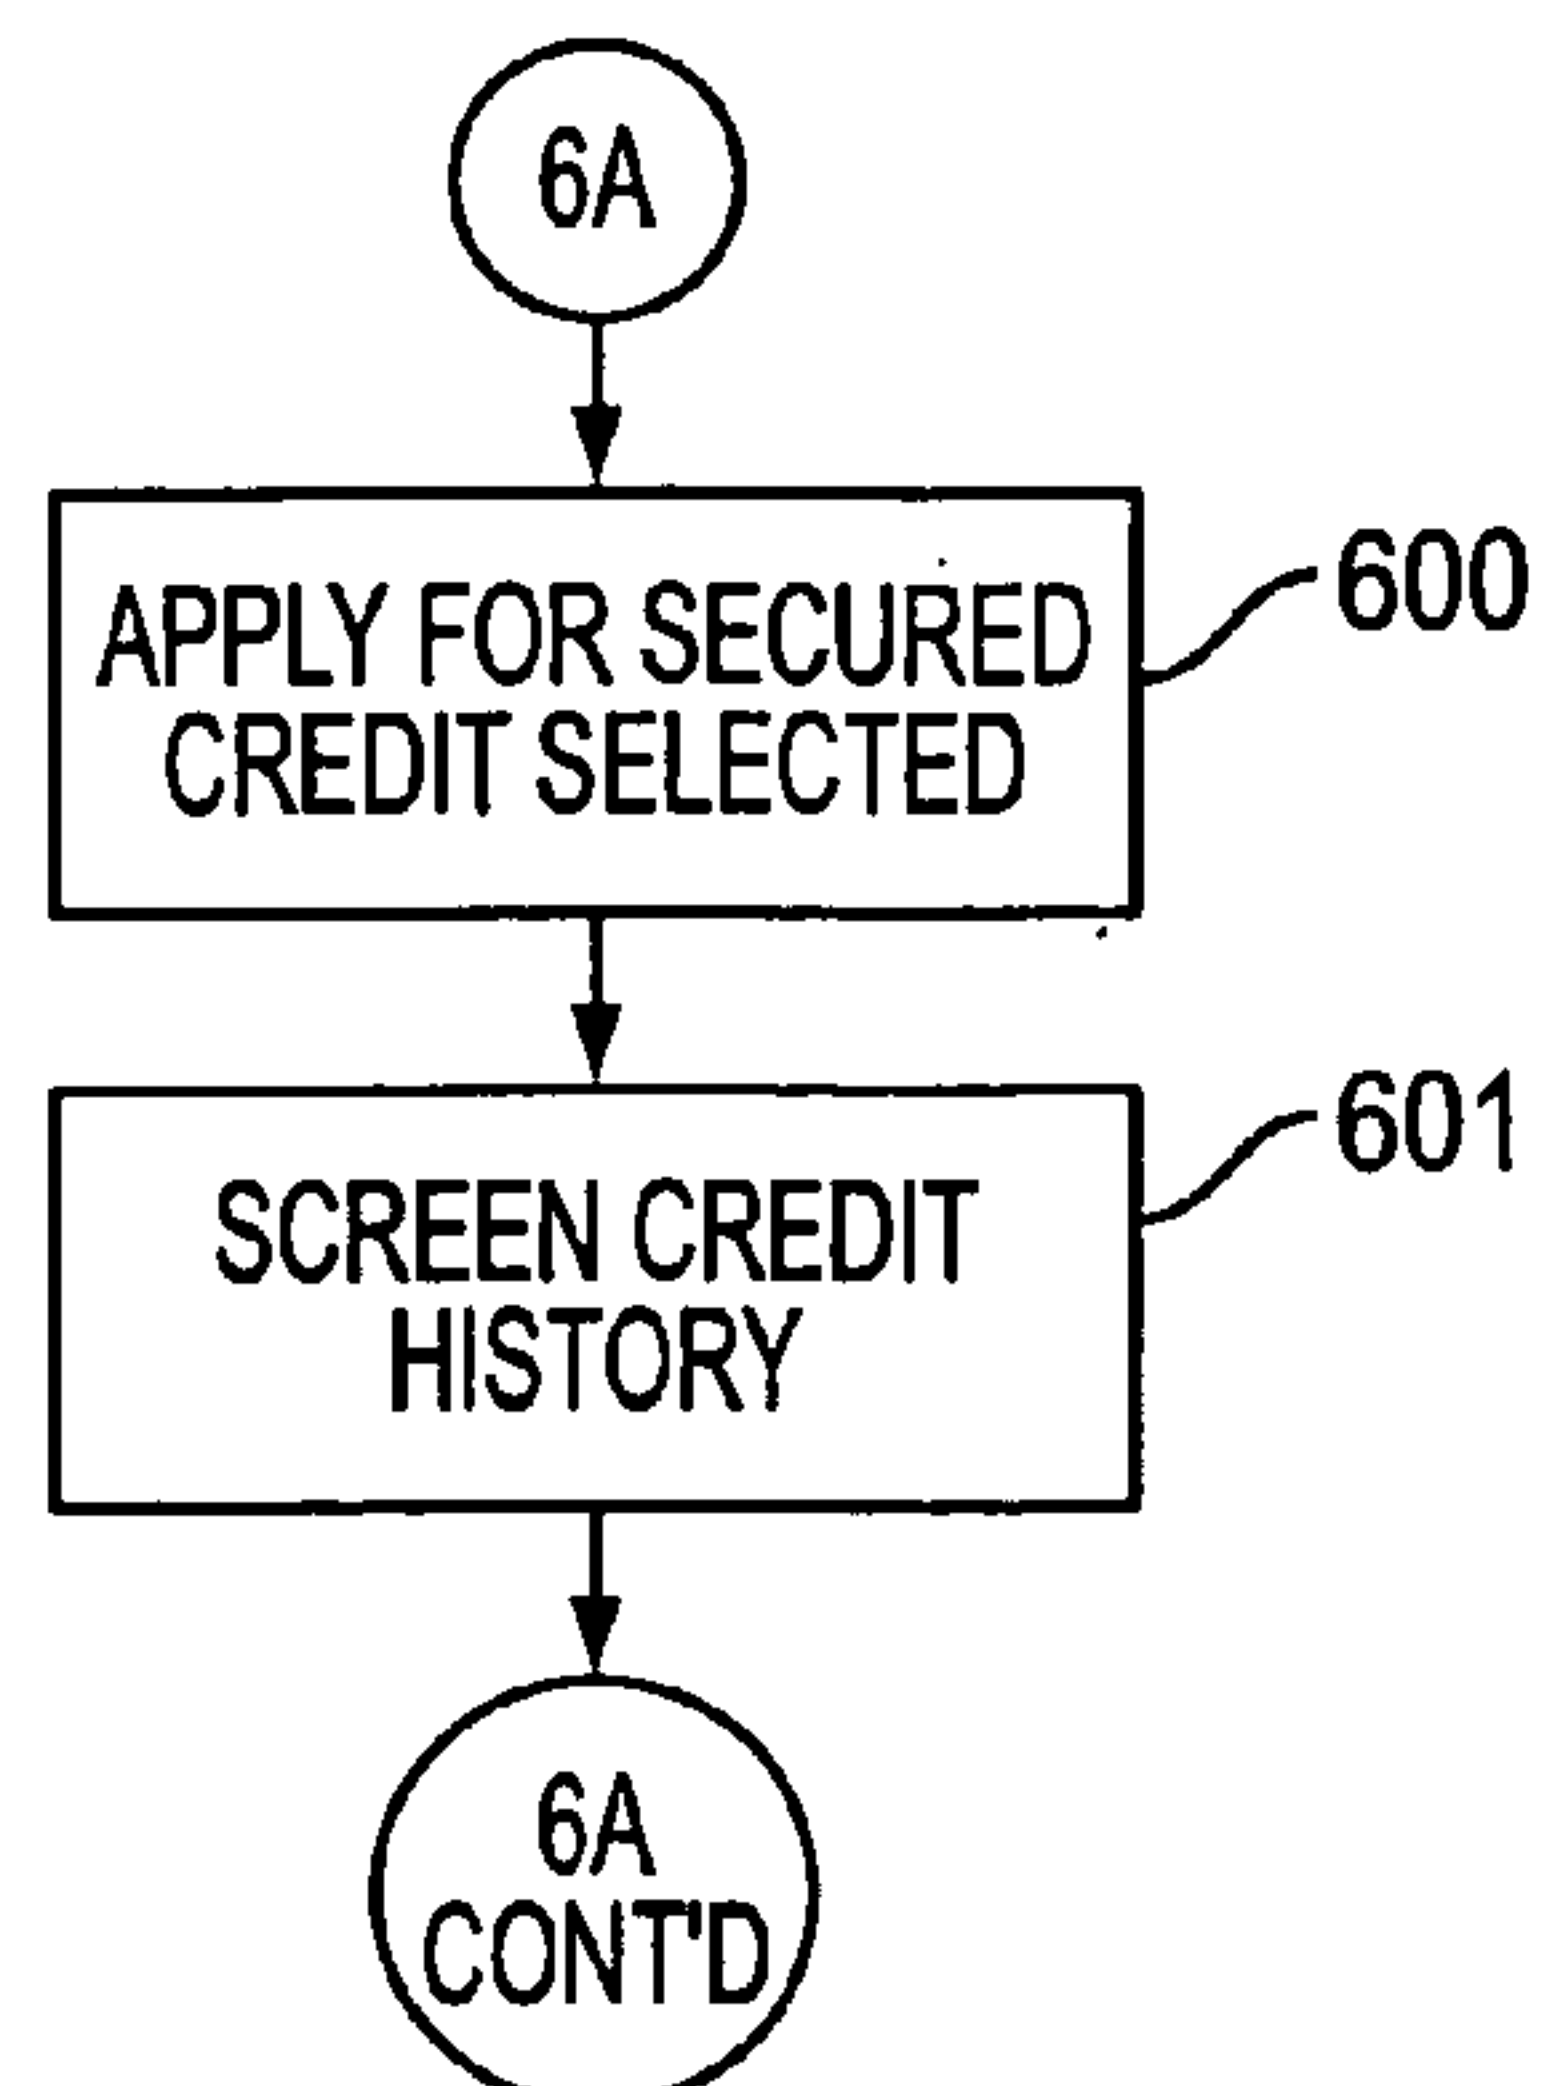 6A
APPLY FOR SECURED
CREDIT SELECTED
600
SCREEN CREDIT
HISTORY
601
6A
CONT'D